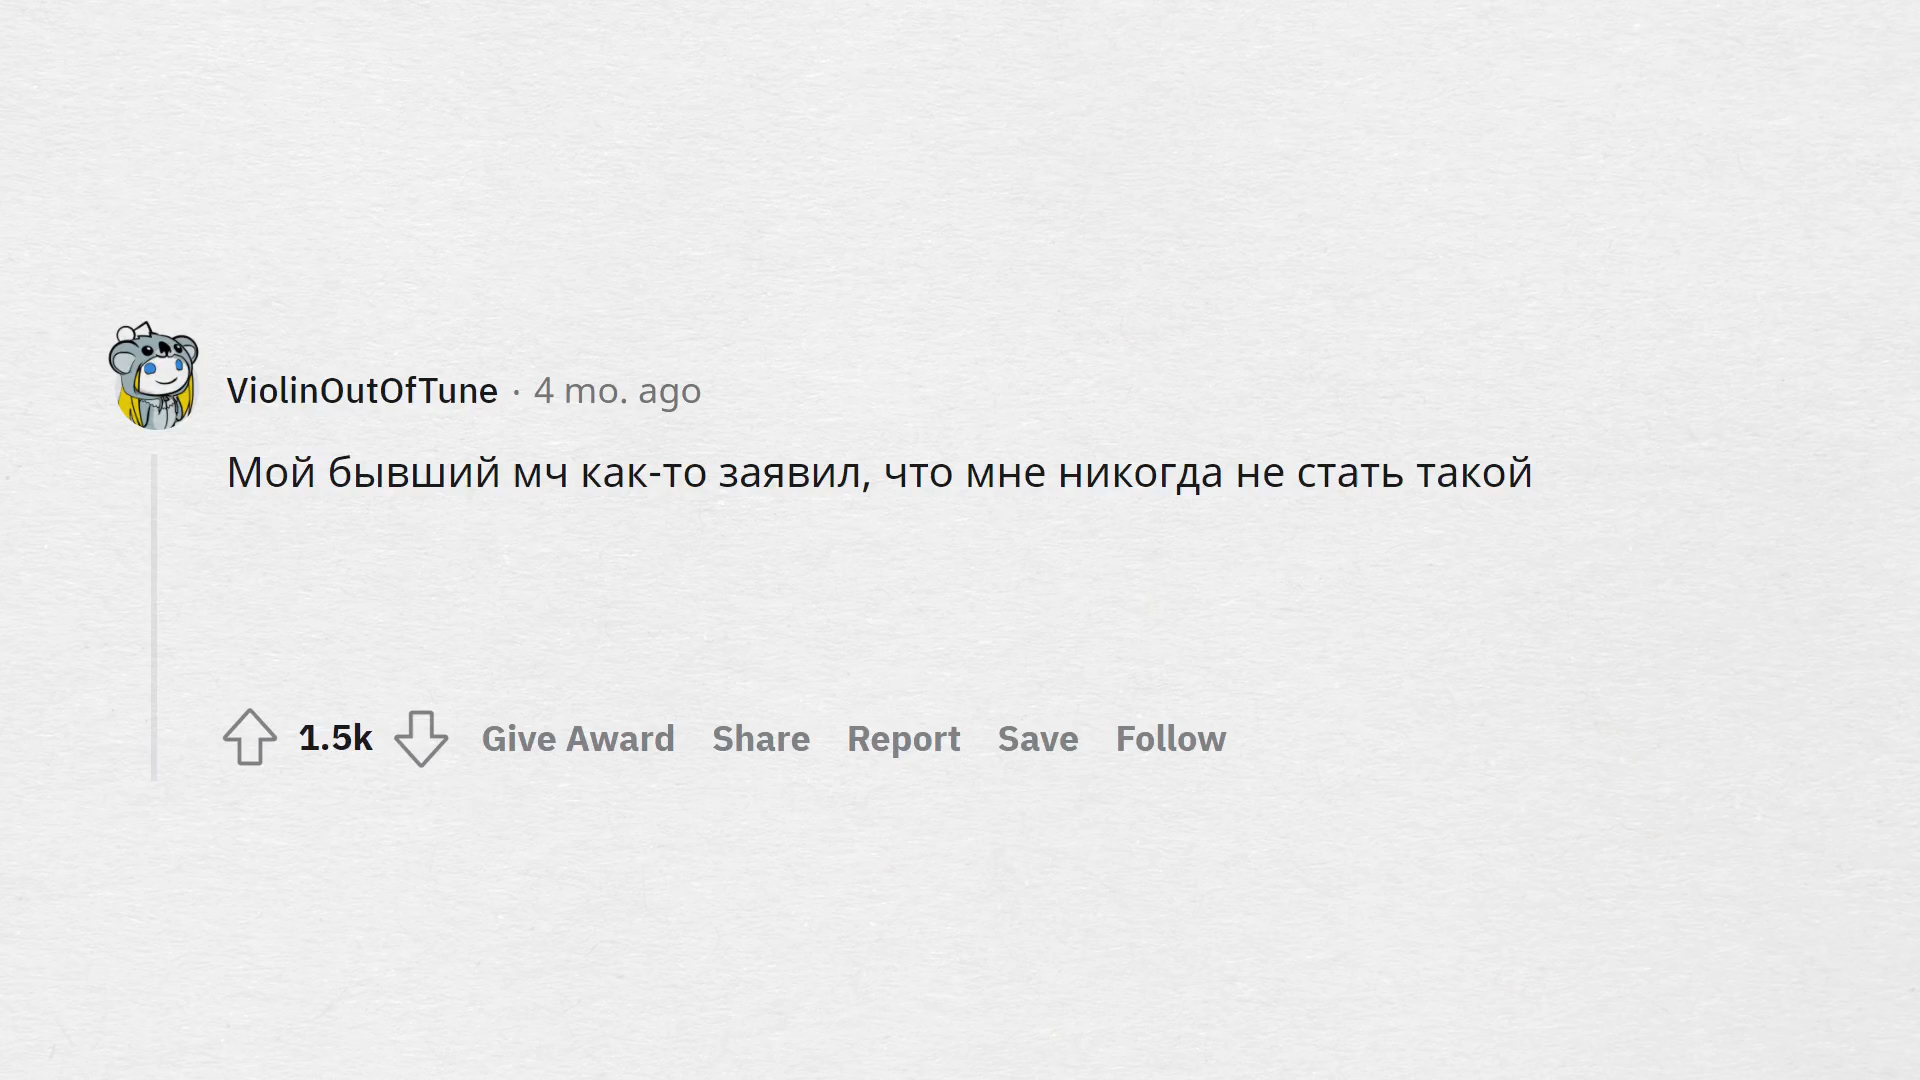 ViolinOutOfTune · 4 mo. ago
Мой бывший мч как-то заявил, что мне никогда не стать такой
1.5k Give Award Share Report Save Follow